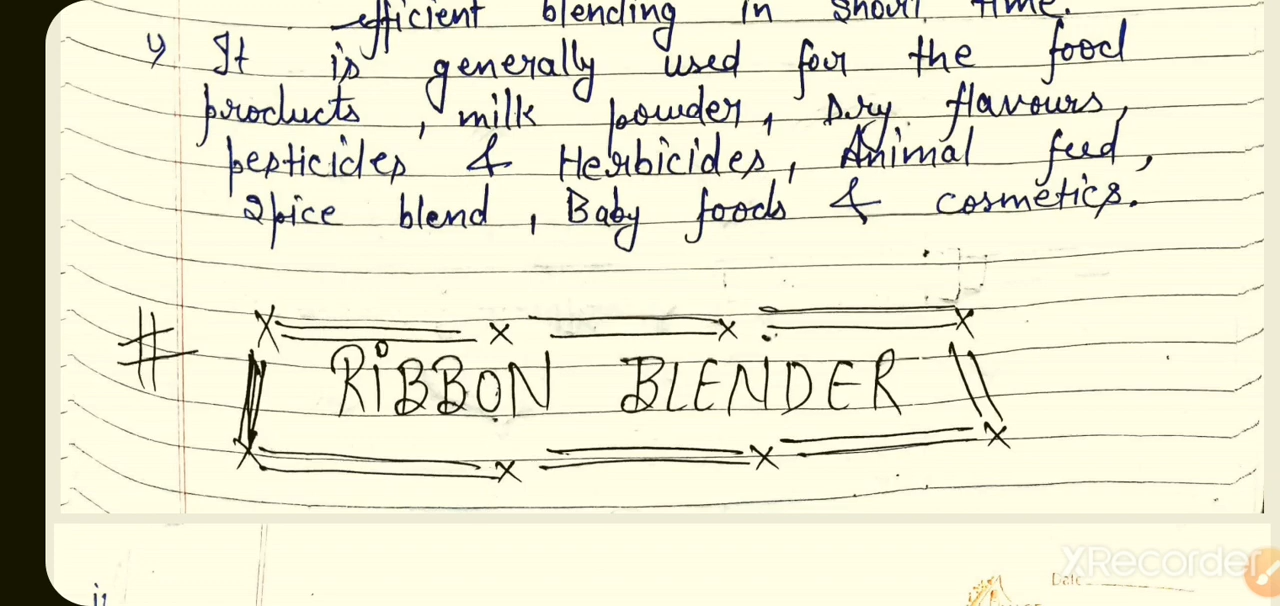 efficient blending in short time.
4) It is generally used for the food
products, milk powder, Dry flavours,
pesticides & Herbicides, Animal feed,
spice blend, Baby foods & cosmetics.
# RIBBON BLENDER
XRecorder
Date